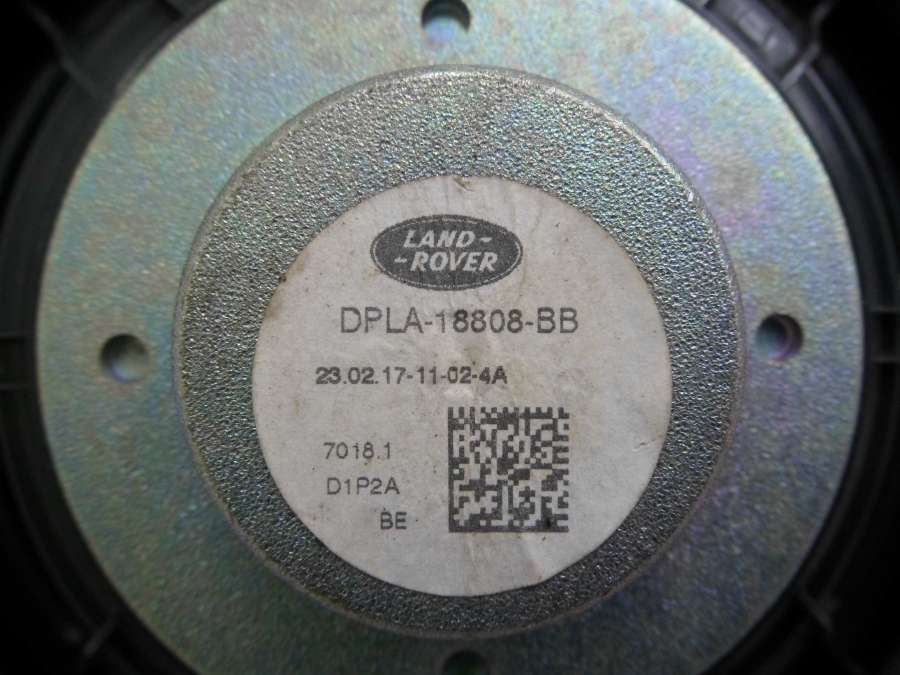 LAND-
-ROVER
DPLA-18808-BB
23.02.17-11-02-4A
7018.1
D1P2A
BE